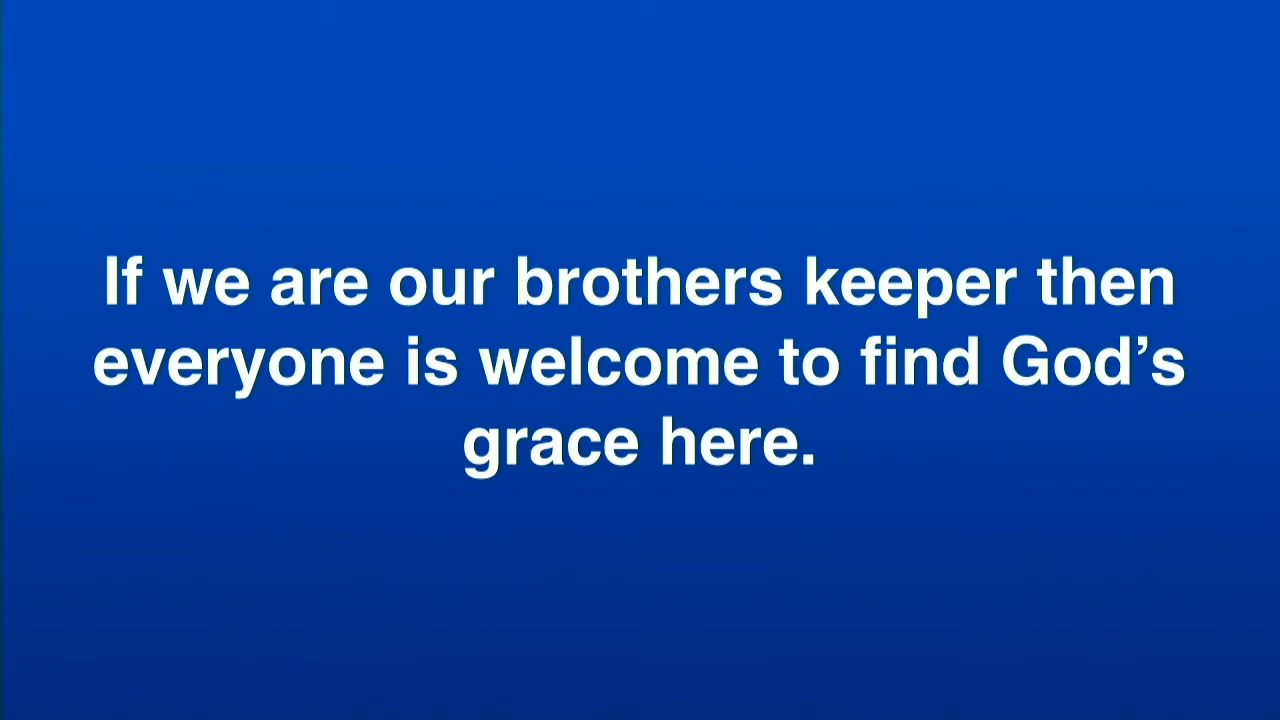 If we are our brothers keeper then
everyone is welcome to find God’s
grace here.